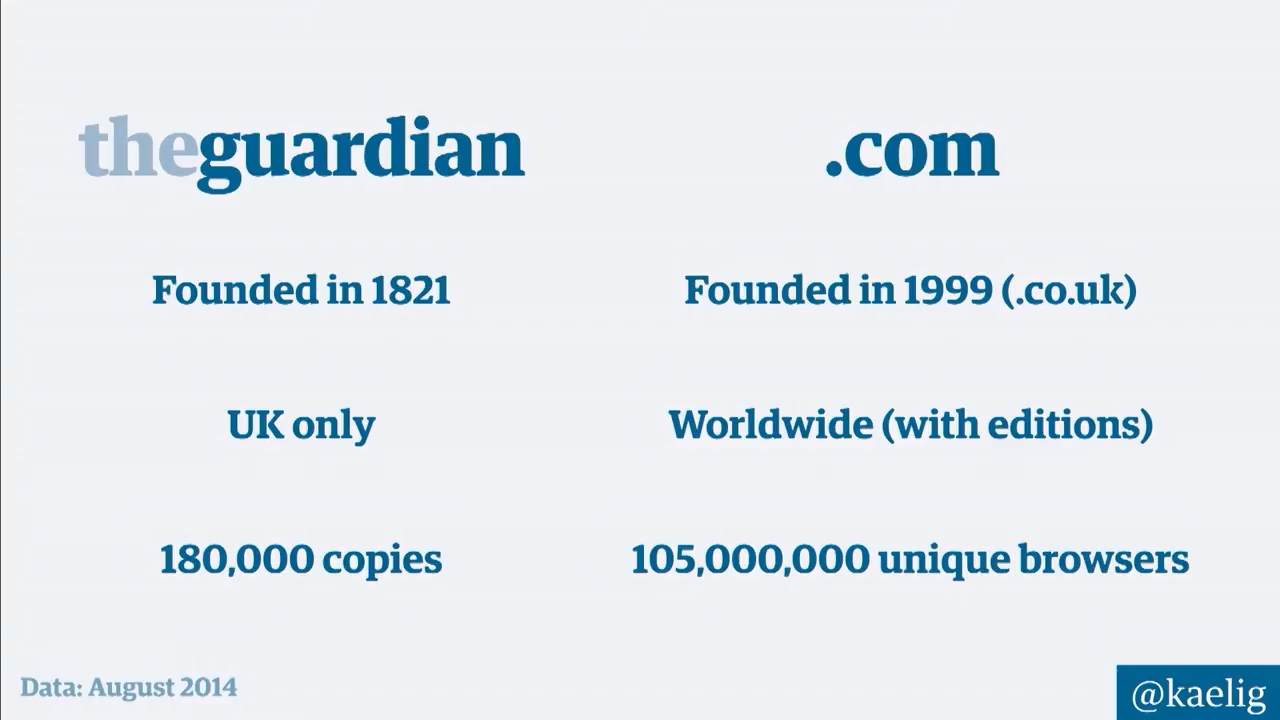 theguardian .com
Founded in 1821 Founded in 1999 (.co.uk)
UK only Worldwide (with editions)
180,000 copies 105,000,000 unique browsers
Data: August 2014
@kaelig